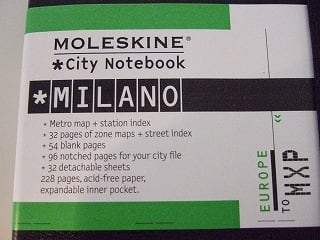 MOLESKINE®
*City Notebook
*MILANO
• Metro map + station index
• 32 pages of zone maps + street index
• 54 blank pages
• 96 notched pages for your city file
• 32 detachable sheets
228 pages, acid-free paper,
expandable inner pocket.
EUROPE
TO MXP
«